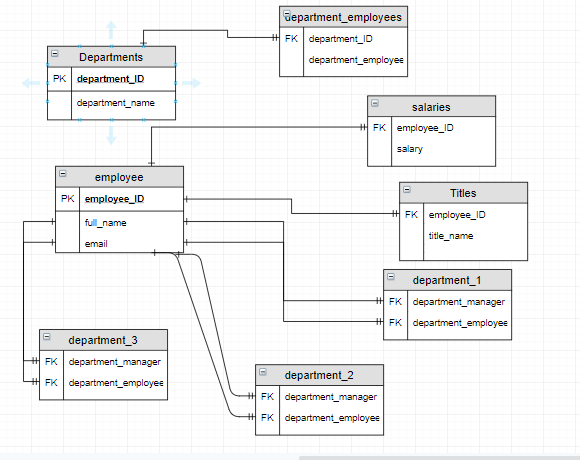 department_employees
FK department_ID
department_employee
Departments
PK department_ID
department_name
salaries
FK employee_ID
salary
employee
PK employee_ID
full_name
email
Titles
FK employee_ID
title_name
department_1
FK department_manager
FK department_employee
department_3
FK department_manager
FK department_employee
department_2
FK department_manager
FK department_employee